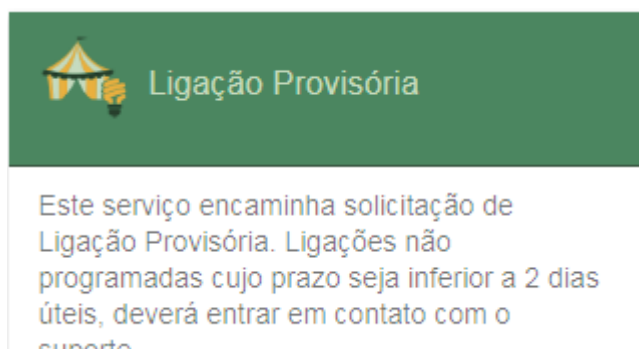 Ligação Provisória
Este serviço encaminha solicitação de
Ligação Provisória. Ligações não
programadas cujo prazo seja inferior a 2 dias
úteis, deverá entrar em contato com o
suporte